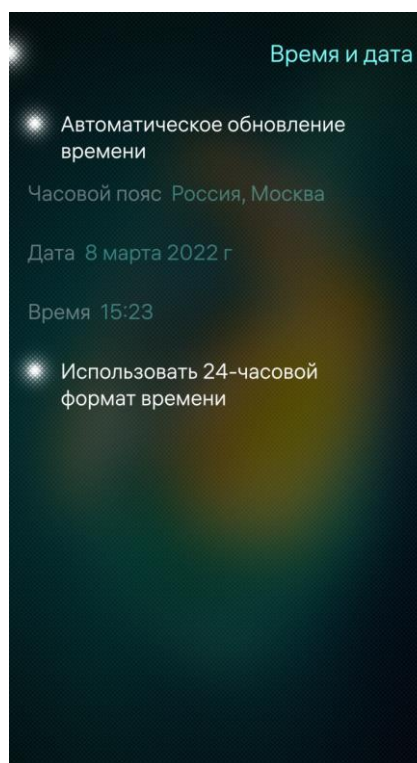 Время и дата
Автоматическое обновление
времени
Часовой пояс Россия, Москва
Дата 8 марта 2022 г
Время 15:23
Использовать 24-часовой
формат времени